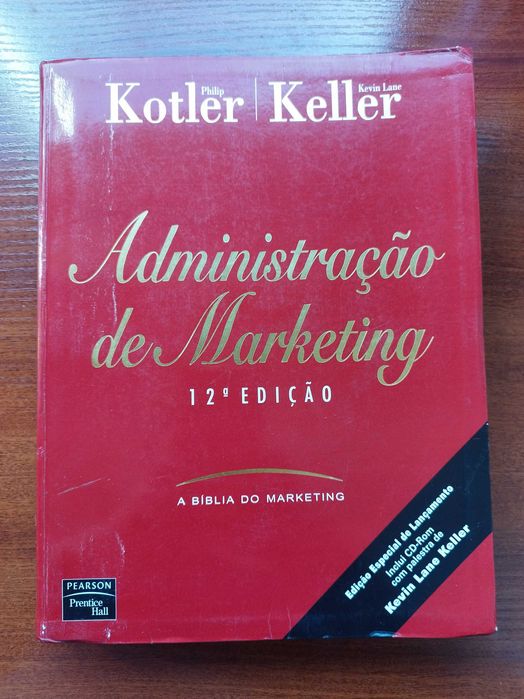 Philip Kevin Lane
Kotler Keller
Administração
de Marketing
12ª EDIÇÃO
A BÍBLIA DO MARKETING
Edição Especial de Lançamento
Inclui CD-Rom
com palestra de
Kevin Lane Keller
PEARSON
Prentice
Hall